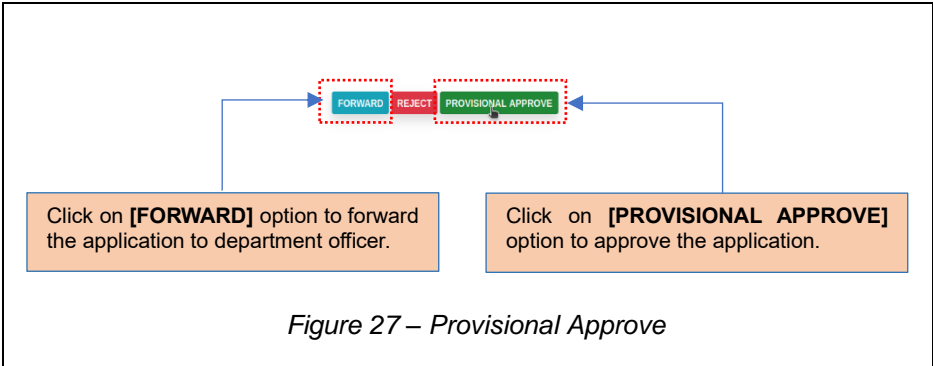 FORWARD REJECT PROVISIONAL APPROVE
Click on [FORWARD] option to forward
the application to department officer.
Click on [PROVISIONAL APPROVE]
option to approve the application.
Figure 27 – Provisional Approve